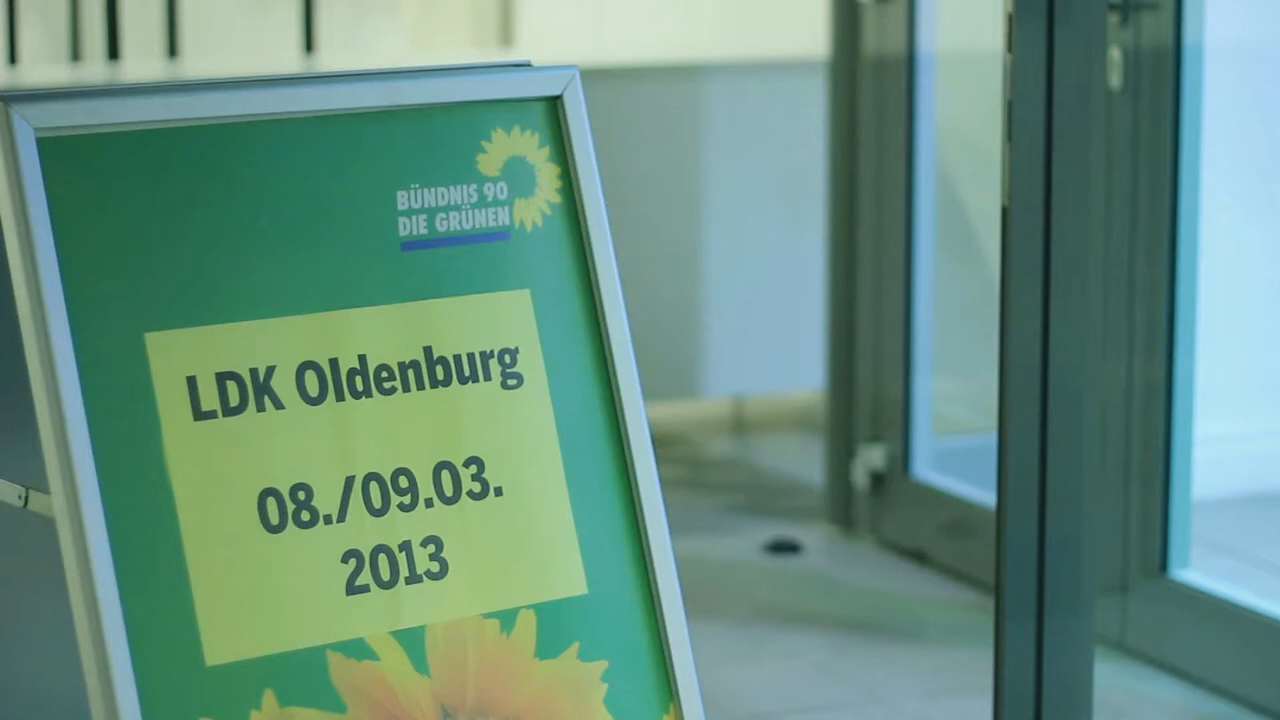 BÜNDNIS 90
DIE GRÜNEN
LDK Oldenburg
08./09.03.
2013